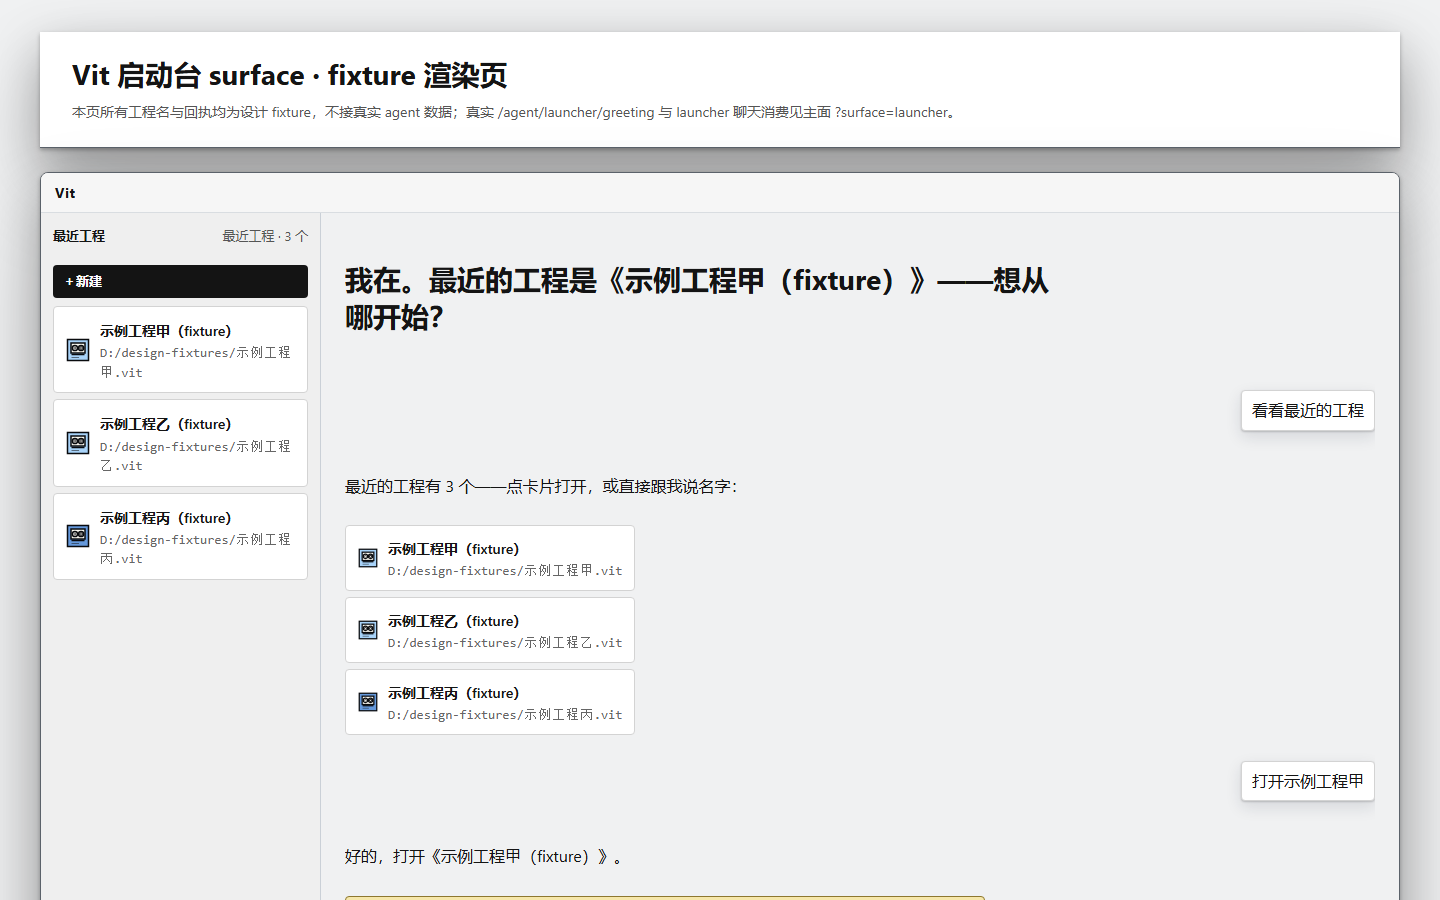 Vit 启动台 surface · fixture 渲染页
本页所有工程名与回执均为设计 fixture，不接真实 agent 数据；真实 /agent/launcher/greeting 与 launcher 聊天消费见主面 ?surface=launcher。
Vit
最近工程
最近工程 · 3 个
+ 新建
示例工程甲（fixture）
D:/design-fixtures/示例工程
甲.vit
示例工程乙（fixture）
D:/design-fixtures/示例工程
乙.vit
示例工程丙（fixture）
D:/design-fixtures/示例工程
丙.vit
我在。最近的工程是《示例工程甲（fixture）》——想从
哪开始？
看看最近的工程
最近的工程有 3 个——点卡片打开，或直接跟我说名字：
示例工程甲（fixture）
D:/design-fixtures/示例工程甲.vit
示例工程乙（fixture）
D:/design-fixtures/示例工程乙.vit
示例工程丙（fixture）
D:/design-fixtures/示例工程丙.vit
打开示例工程甲
好的，打开《示例工程甲（fixture）》。